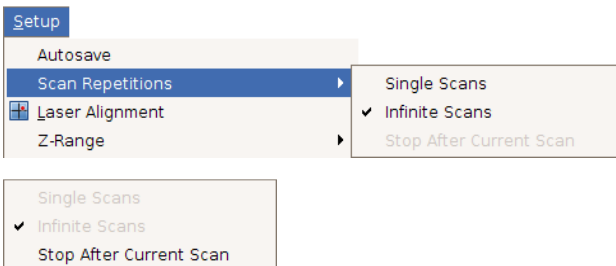 Setup
Autosave
Scan Repetitions
Single Scans
Laser Alignment
Infinite Scans
Z-Range
Stop After Current Scan
Single Scans
Infinite Scans
Stop After Current Scan